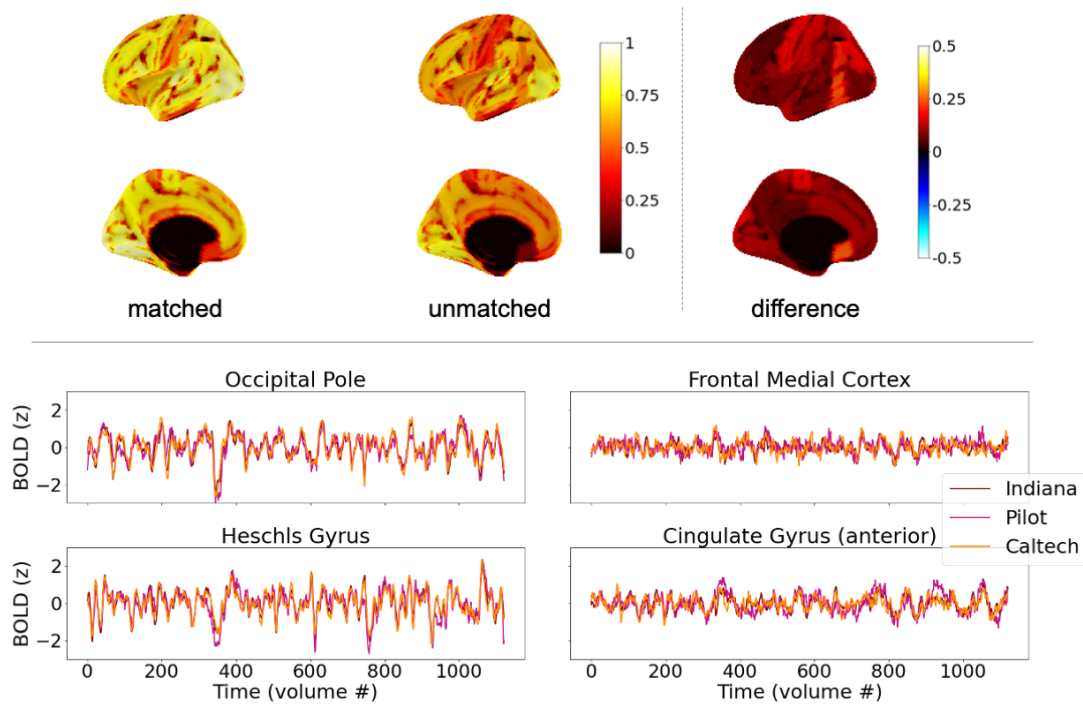 1
0.75
0.5
0.25
0
0.5
0.25
0
-0.25
-0.5
matched
unmatched
difference
Occipital Pole
Frontal Medial Cortex
BOLD (z)
2
0
−2
Indiana
Pilot
Caltech
Heschls Gyrus
Cingulate Gyrus (anterior)
BOLD (z)
2
0
−2
0 200 400 600 800 1000
0 200 400 600 800 1000
Time (volume #)
Time (volume #)